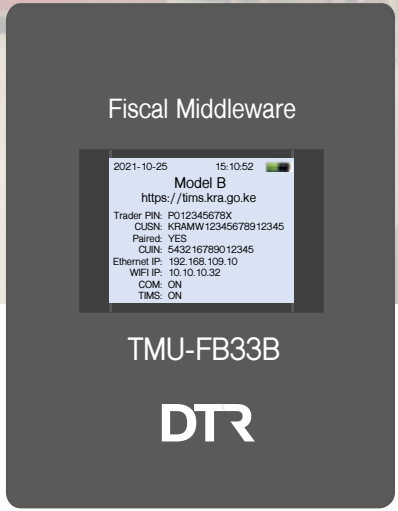 Fiscal Middleware
2021-10-25 15:10:52
Model B
https://tims.kra.go.ke
Trader PIN: P012345678X
CUSN: KRAMW12345678912345
Paired: YES
CUIN: 543216789012345
Ethernet IP: 192.168.109.10
WIFI IP: 10.10.10.32
COM: ON
TIMS: ON
TMU-FB33B
DTR